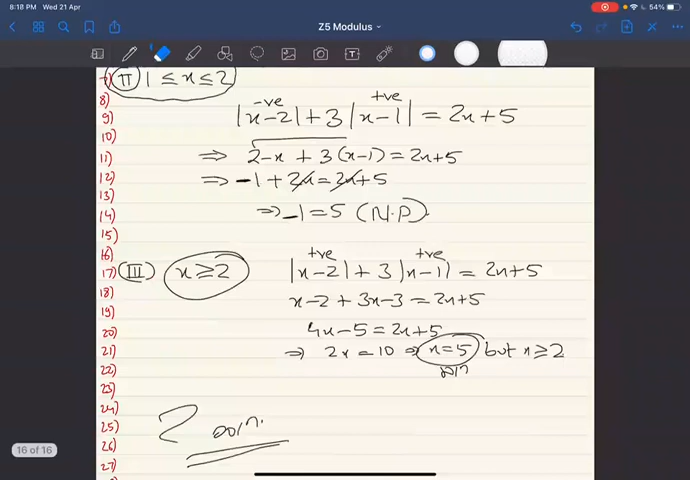 8:18 PM Wed 21 Apr
54%
Z5 Modulus
7) (II) 1 ≤ x ≤ 2
8) -ve +ve
9) |x-2| + 3|x-1| = 2x+5
10)
11) ⇒ 2-x + 3(x-1) = 2x+5
12) ⇒ -1 + 2x = 2x + 5
13)
14) ⇒ -1 = 5 (N.P).
15)
16) +ve +ve
17) (III) x ≥ 2 |x-2| + 3|x-1| = 2x+5
18) x-2 + 3x-3 = 2x+5
19)
20) 4x-5 = 2x+5
21) ⇒ 2x = 10 ⇒ x=5 but x ≥ 2
22) soln
23)
24)
25) 2 soln.
26)
27)
16 of 16